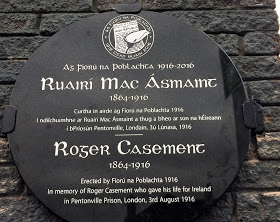 Ag Fíorú na Poblachta 1916-2016
Ruairí Mac Ásmaint
1864-1916
Curtha in airde ag Fíorú na Poblachta 1916
I ndílchuimhne ar Ruairí Mac Ásmaint a thug a bheo ar son na hÉireann
i bPríosún Pentonville, Londain, 3ú Lúnasa, 1916
Roger Casement
1864-1916
Erected by Fíorú na Poblachta 1916
In memory of Roger Casement who gave his life for Ireland
in Pentonville Prison, London, 3rd August 1916